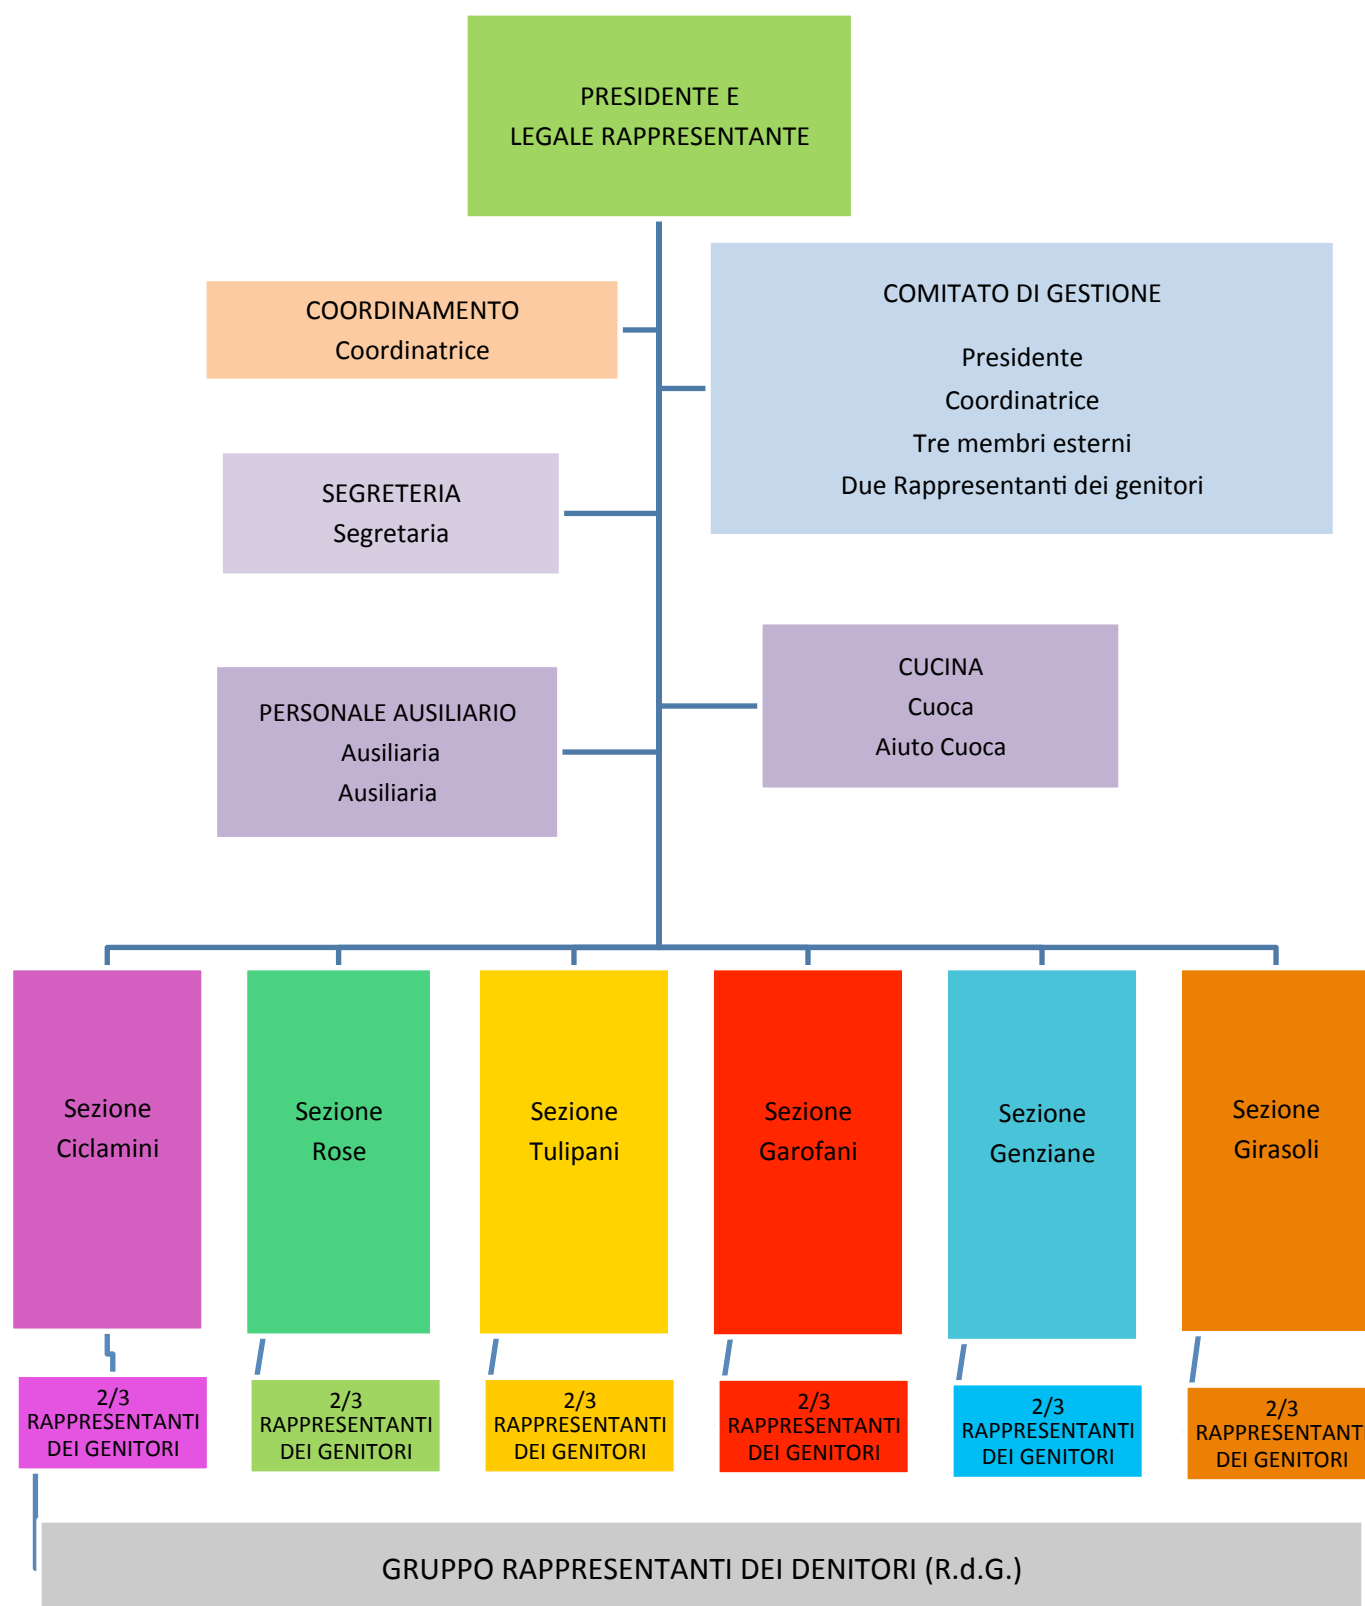 PRESIDENTE E
LEGALE RAPPRESENTANTE
COORDINAMENTO
Coordinatrice
COMITATO DI GESTIONE
Presidente
Coordinatrice
Tre membri esterni
Due Rappresentanti dei genitori
SEGRETERIA
Segretaria
CUCINA
Cuoca
Aiuto Cuoca
PERSONALE AUSILIARIO
Ausiliaria
Ausiliaria
Sezione
Ciclamini
Sezione
Rose
Sezione
Tulipani
Sezione
Garofani
Sezione
Genziane
Sezione
Girasoli
2/3
RAPPRESENTANTI
DEI GENITORI
2/3
RAPPRESENTANTI
DEI GENITORI
2/3
RAPPRESENTANTI
DEI GENITORI
2/3
RAPPRESENTANTI
DEI GENITORI
2/3
RAPPRESENTANTI
DEI GENITORI
2/3
RAPPRESENTANTI
DEI GENITORI
GRUPPO RAPPRESENTANTI DEI DENITORI (R.d.G.)